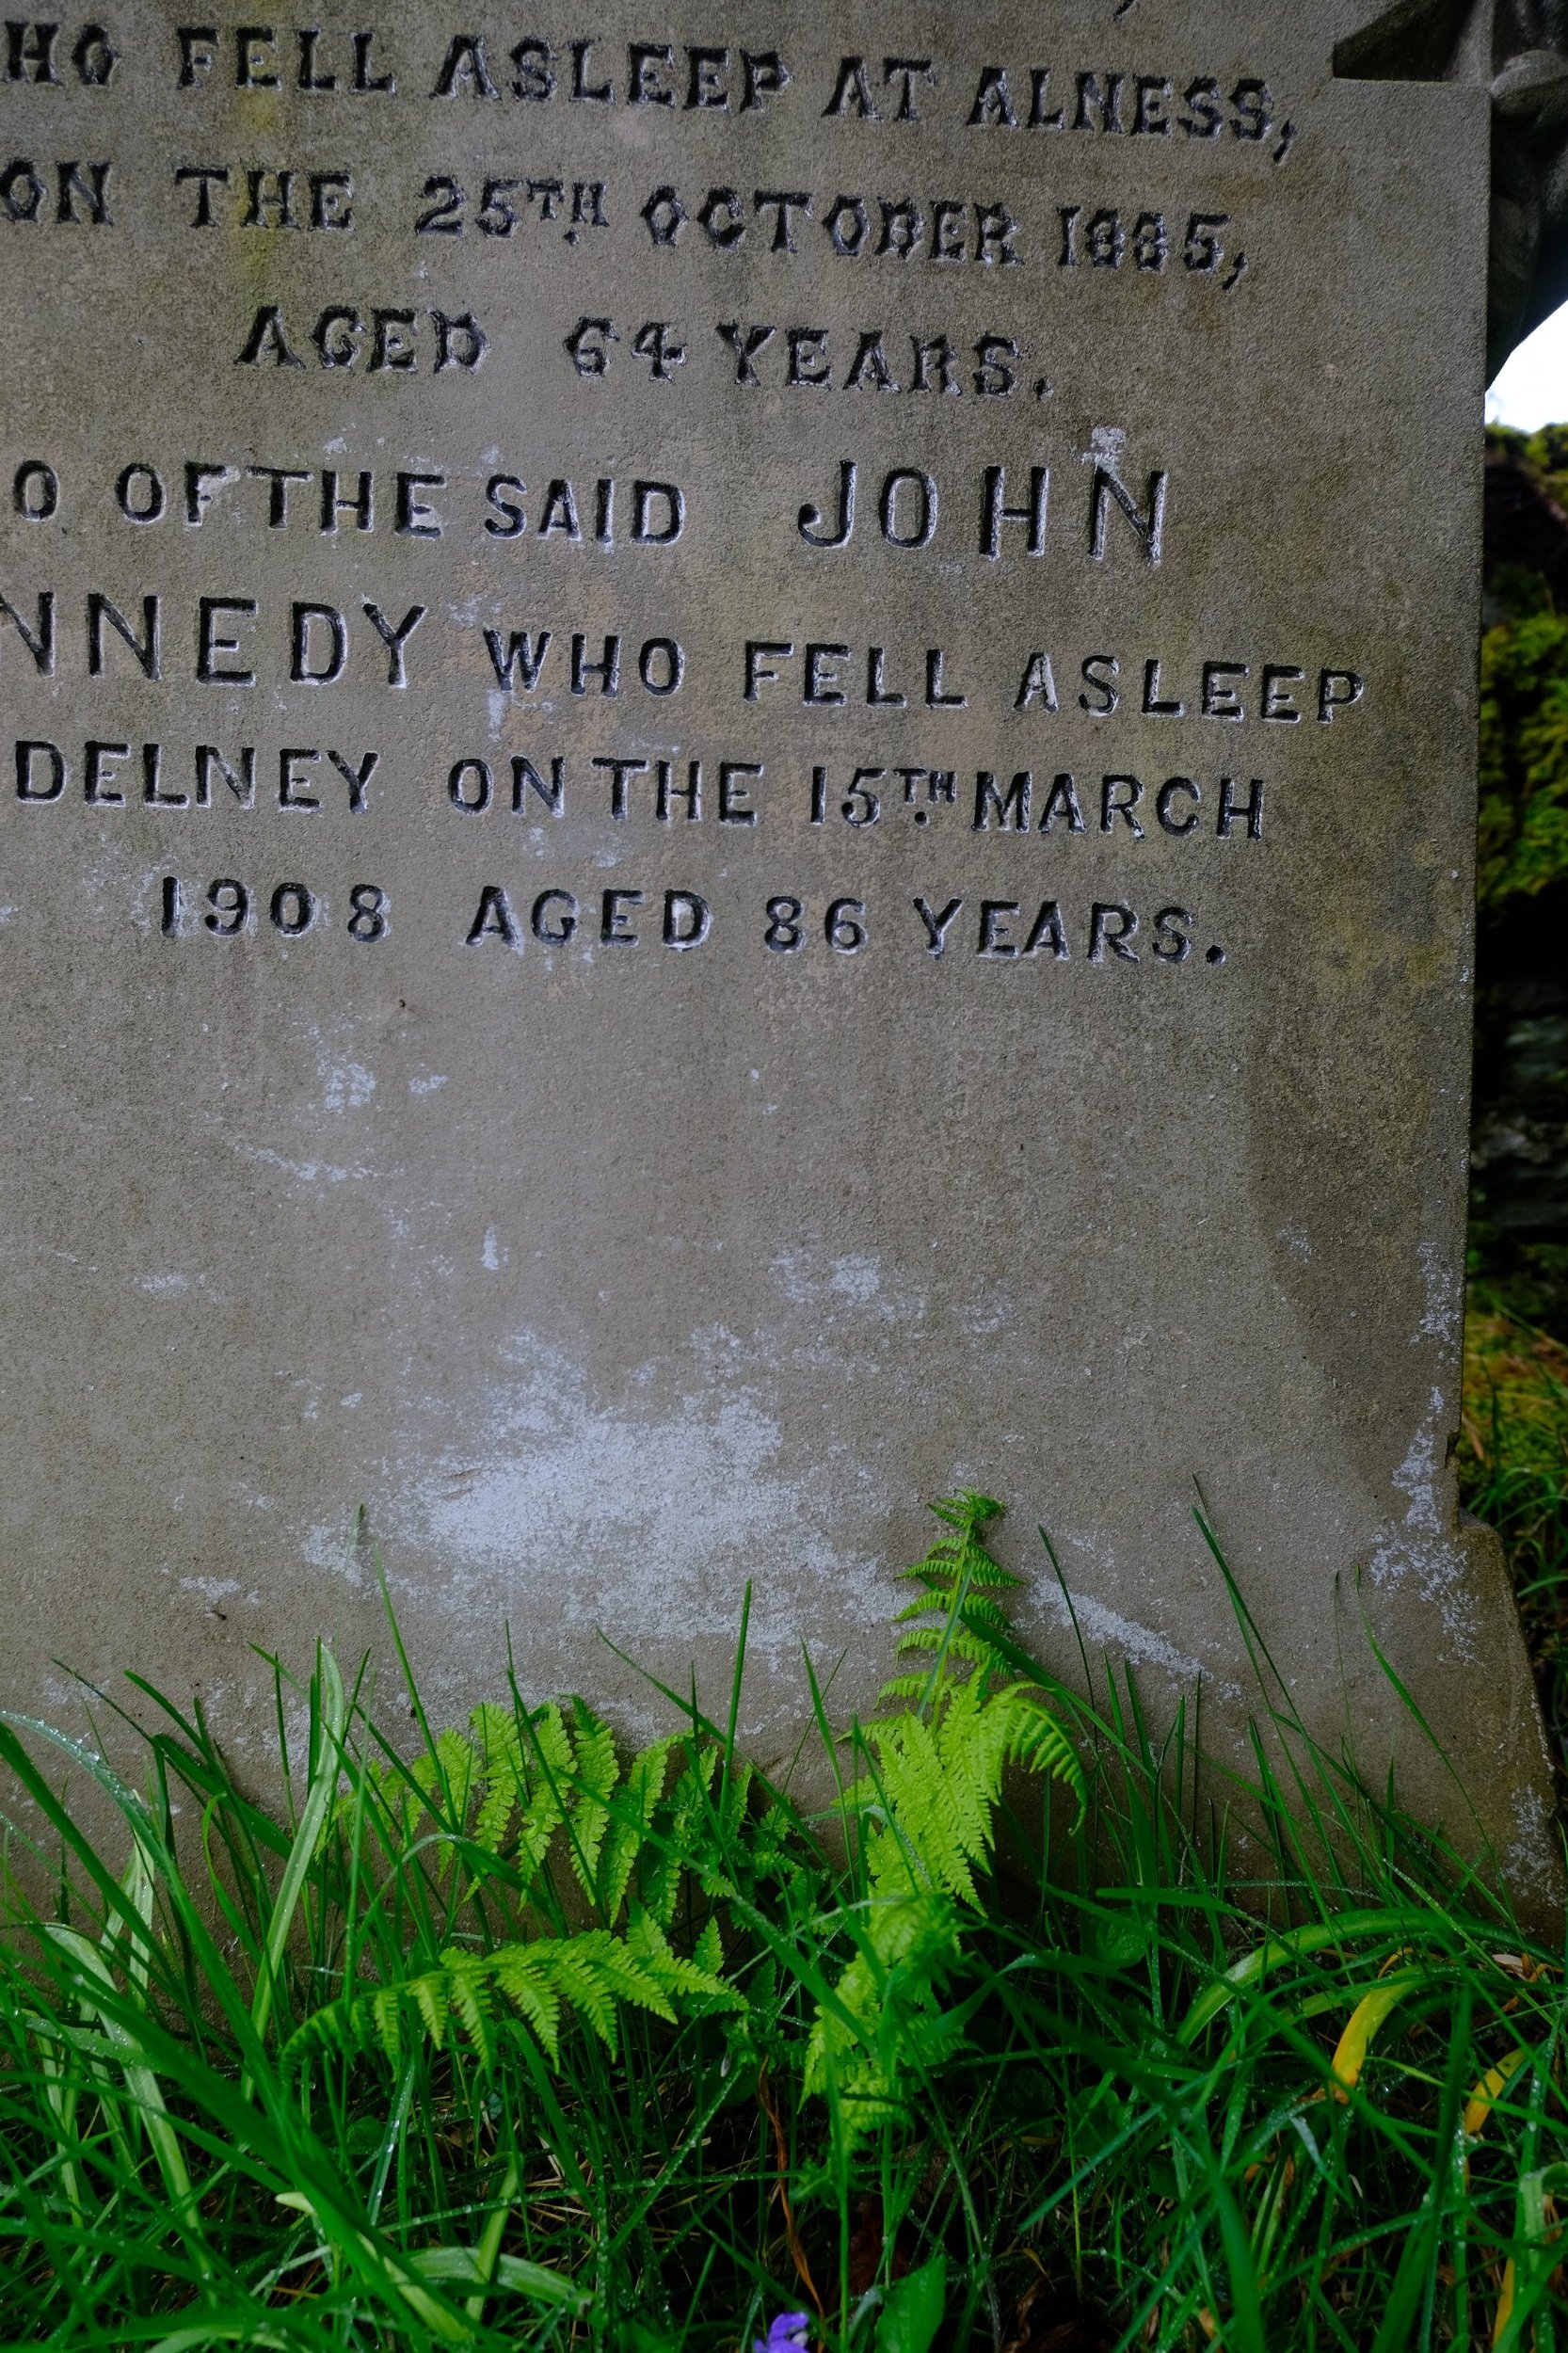 HO FELL ASLEEP AT ALNESS,
ON THE 25TH OCTOBER 1885,
AGED 64 YEARS.
O OF THE SAID JOHN
NNEDY WHO FELL ASLEEP
DELNEY ON THE 15TH MARCH
1908 AGED 86 YEARS.